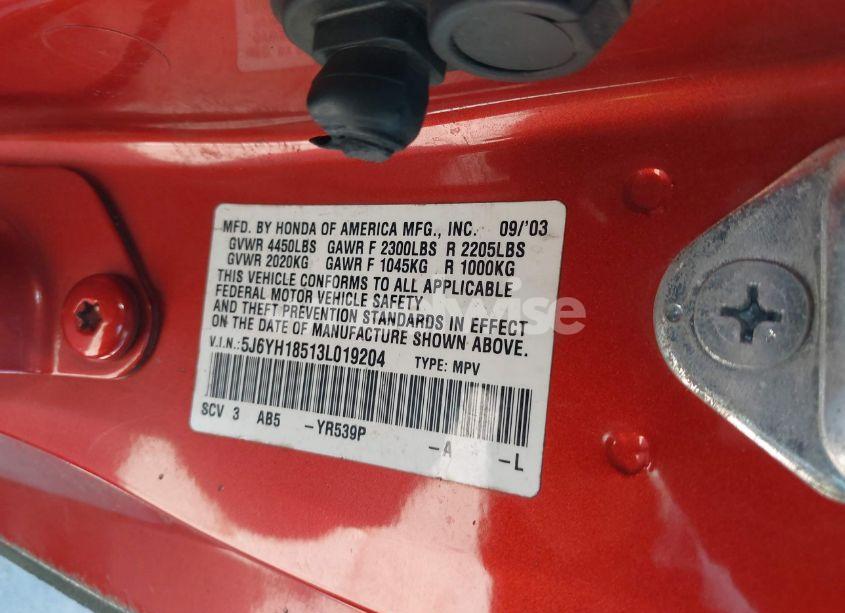 MFD. BY HONDA OF AMERICA MFG., INC. 09/'03
GVWR 4450LBS GAWR F 2300LBS R 2205LBS
GVWR 2020KG GAWR F 1045KG R 1000KG
THIS VEHICLE CONFORMS TO ALL APPLICABLE
FEDERAL MOTOR VEHICLE SAFETY
AND THEFT PREVENTION STANDARDS IN EFFECT
ON THE DATE OF MANUFACTURE SHOWN ABOVE.
V.I.N.: 5J6YH18513L019204 TYPE: MPV
SCV 3 AB5 -YR539P -A -L